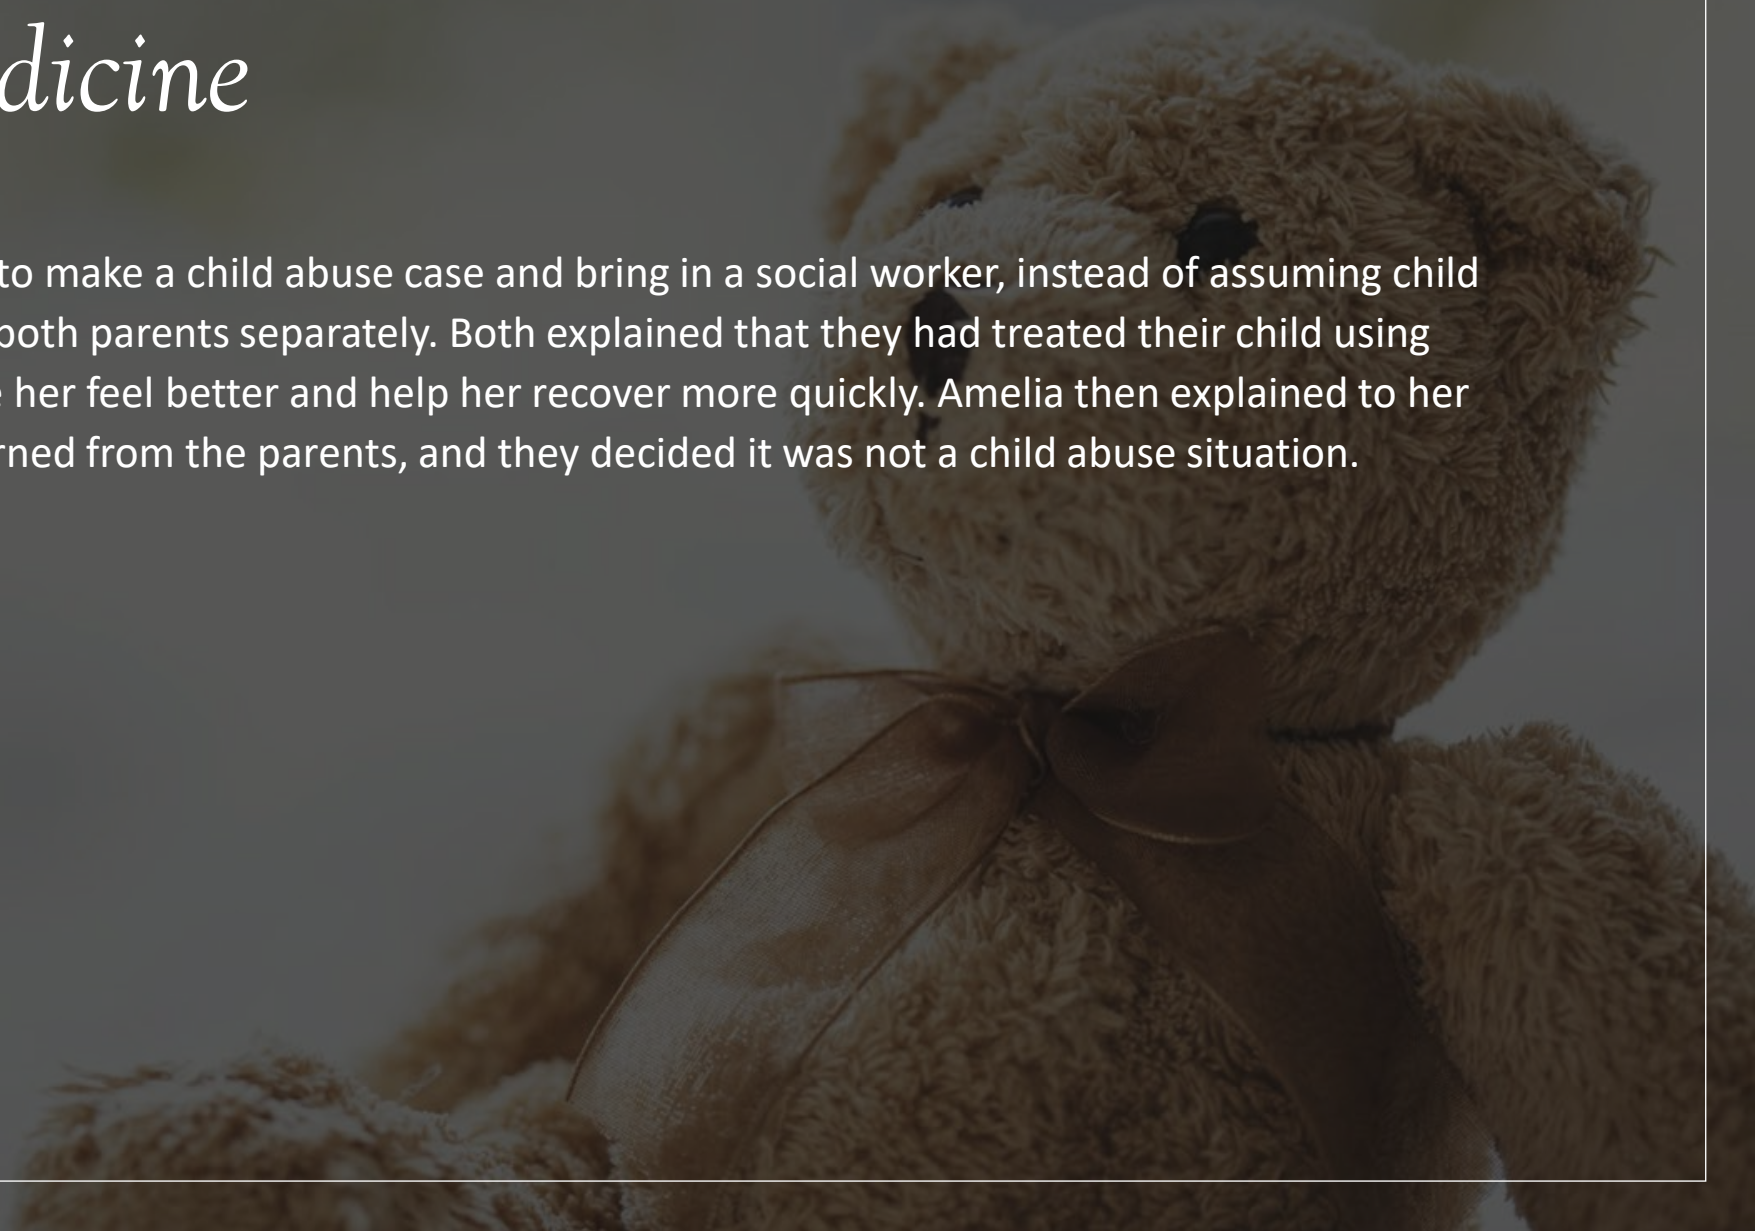 dicine
to make a child abuse case and bring in a social worker, instead of assuming child
both parents separately. Both explained that they had treated their child using
her feel better and help her recover more quickly. Amelia then explained to her
rned from the parents, and they decided it was not a child abuse situation.